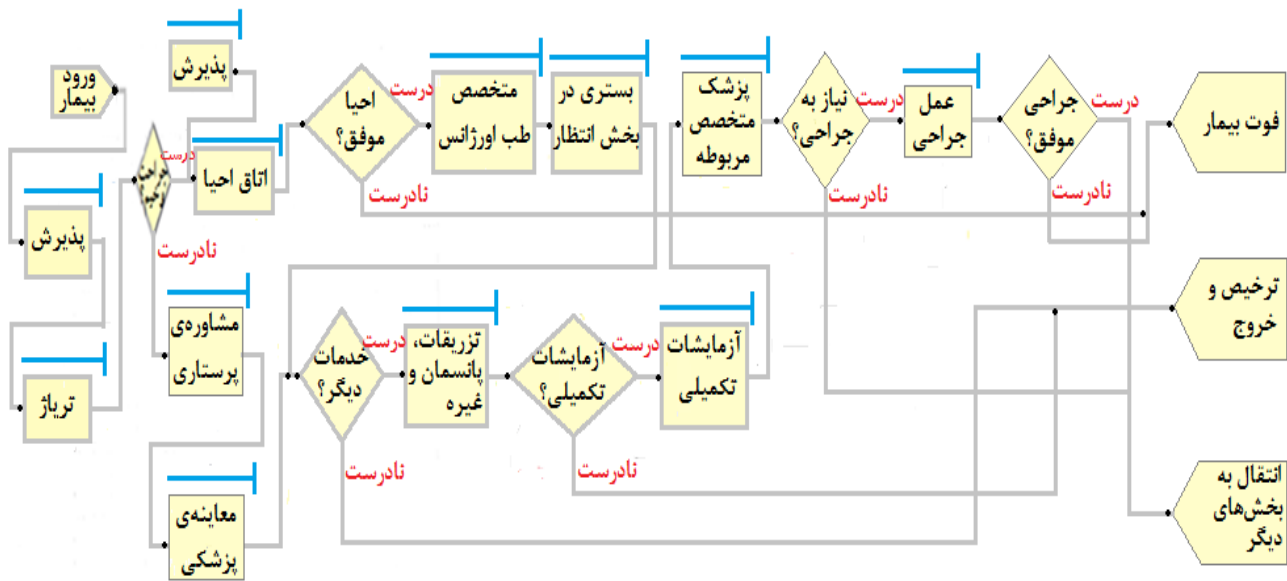 ورود
بیمار
پذیرش
تریاژ
درست
نادرست
پذیرش
اتاق احیا
مشاوره‌ی
پرستاری
معاینه‌ی
پزشکی
احیا
موفق؟
درست
نادرست
متخصص
طب اورژانس
بستری در
بخش انتظار
خدمات
دیگر؟
درست
نادرست
تزریقات،
پانسمان و
غیره
آزمایشات
تکمیلی؟
درست
نادرست
آزمایشات
تکمیلی
پزشک
متخصص
مربوطه
نیاز به
جراحی؟
درست
نادرست
عمل
جراحی
جراحی
موفق؟
درست
نادرست
فوت بیمار
ترخیص و
خروج
انتقال به
بخش‌های
دیگر